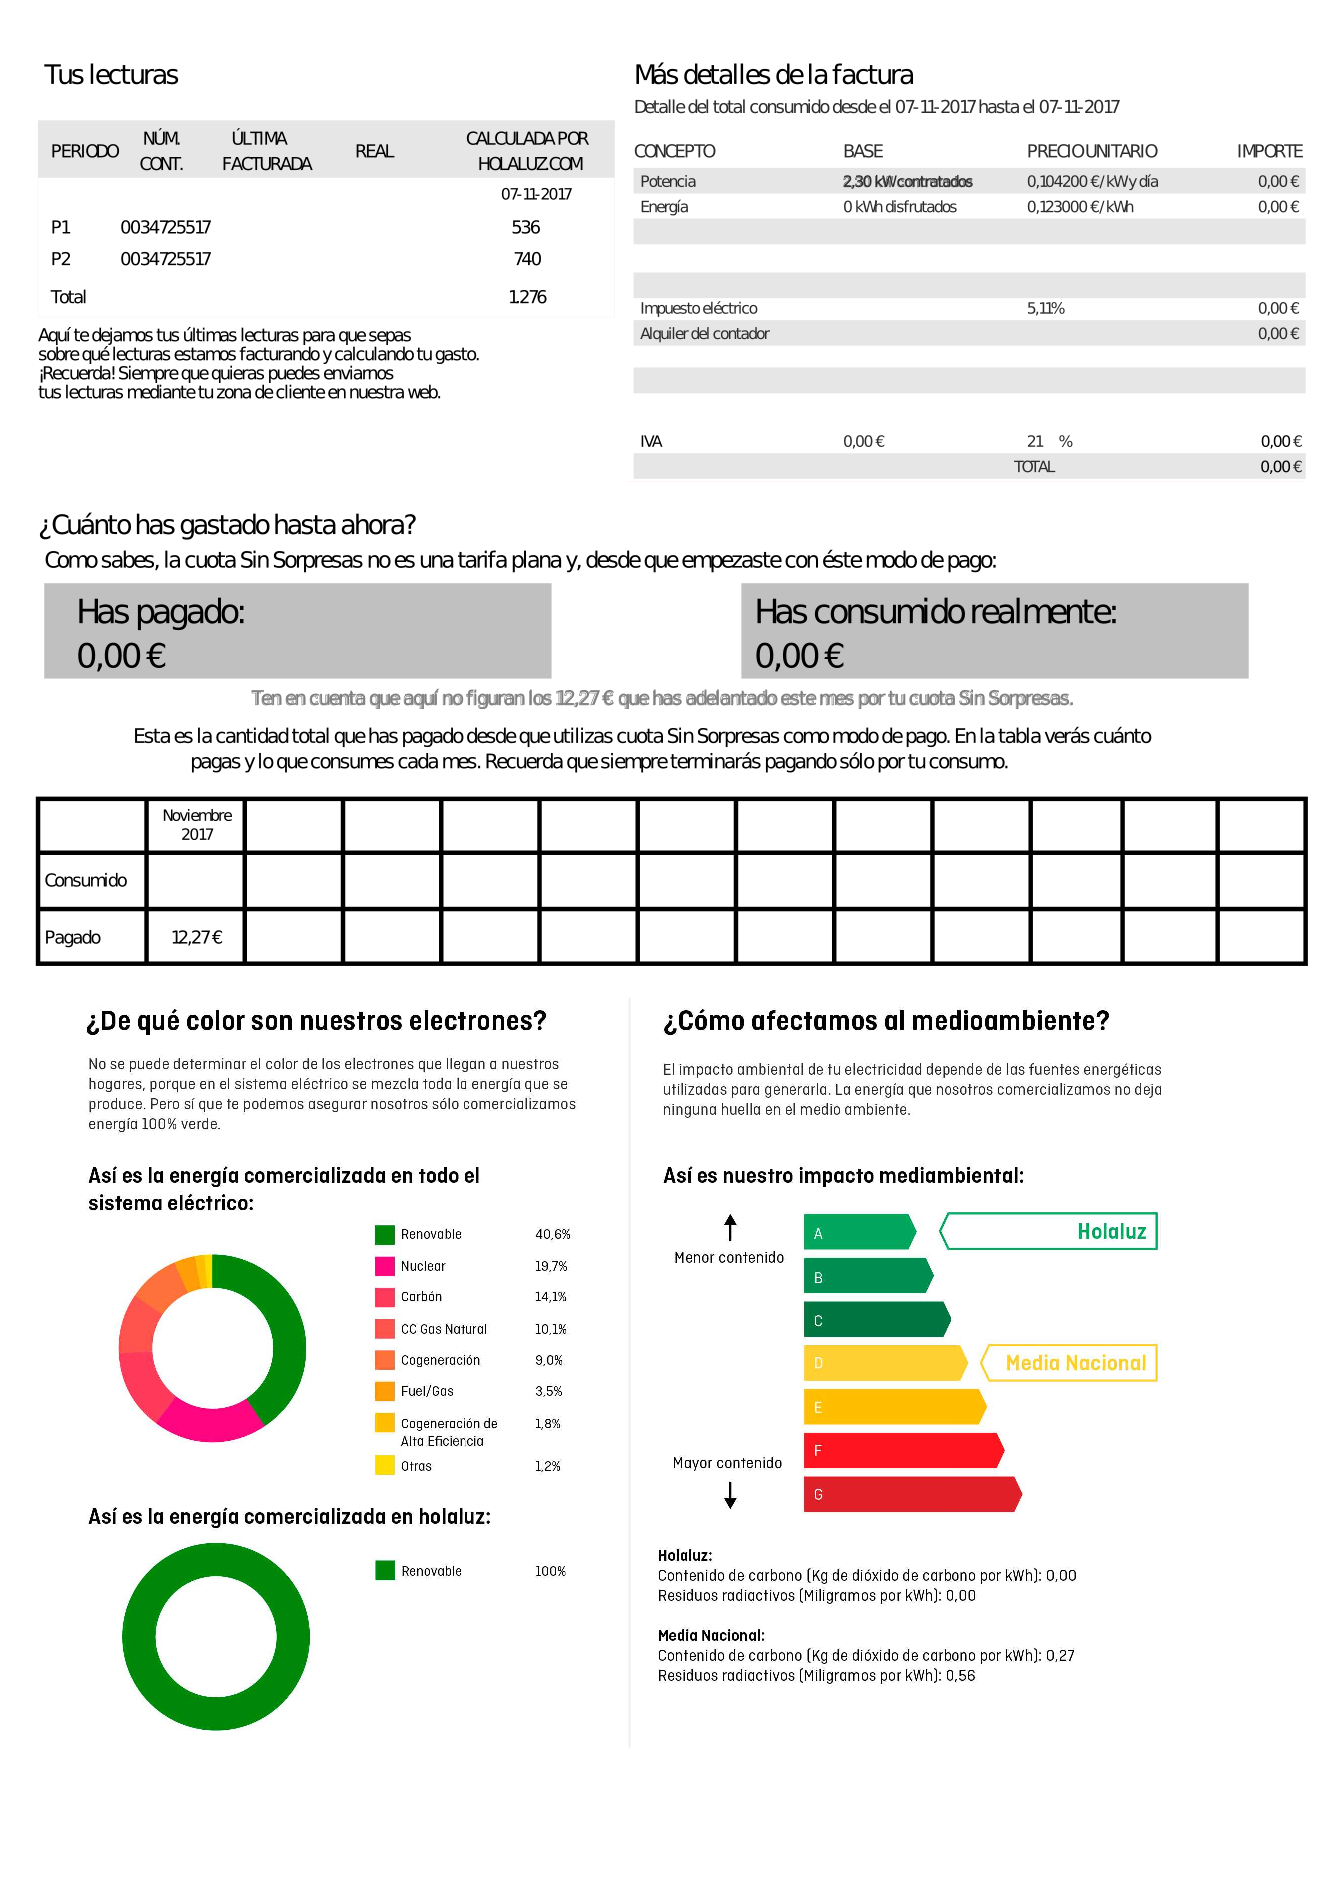 Tus lecturas
PERIODO NÚM. CONT. ÚLTIMA FACTURADA REAL CALCULADA POR HOLALUZ.COM
07-11-2017
P1 0034725517 536
P2 0034725517 740
Total 1.276
Aquí te dejamos tus últimas lecturas para que sepas
sobre qué lecturas estamos facturando y calculando tu gasto.
¡Recuerda! Siempre que quieras puedes enviarnos
tus lecturas mediante tu zona de cliente en nuestra web.
Más detalles de la factura
Detalle del total consumido desde el 07-11-2017 hasta el 07-11-2017
CONCEPTO BASE PRECIO UNITARIO IMPORTE
Potencia 2,30 kW contratados 0,104200 €/kW y día 0,00 €
Energía 0 kWh disfrutados 0,123000 €/kWh 0,00 €
Impuesto eléctrico 5,11% 0,00 €
Alquiler del contador 0,00 €
IVA 0,00 € 21 % 0,00 €
TOTAL 0,00 €
¿Cuánto has gastado hasta ahora?
Como sabes, la cuota Sin Sorpresas no es una tarifa plana y, desde que empezaste con éste modo de pago:
Has pagado:
0,00 €
Has consumido realmente:
0,00 €
Ten en cuenta que aquí no figuran los 12,27 € que has adelantado este mes por tu cuota Sin Sorpresas.
Esta es la cantidad total que has pagado desde que utilizas cuota Sin Sorpresas como modo de pago. En la tabla verás cuánto
pagas y lo que consumes cada mes. Recuerda que siempre terminarás pagando sólo por tu consumo.
Noviembre
2017
Consumido
Pagado 12,27 €
¿De qué color son nuestros electrones?
No se puede determinar el color de los electrones que llegan a nuestros
hogares, porque en el sistema eléctrico se mezcla toda la energía que se
produce. Pero sí que te podemos asegurar nosotros sólo comercializamos
energía 100% verde.
Así es la energía comercializada en todo el
sistema eléctrico:
Renovable 40,6%
Nuclear 19,7%
Carbón 14,1%
CC Gas Natural 10,1%
Cogeneración 9,0%
Fuel/Gas 3,5%
Cogeneración de 1,8%
Alta Eficiencia
Otras 1,2%
Así es la energía comercializada en holaluz:
Renovable 100%
¿Cómo afectamos al medioambiente?
El impacto ambiental de tu electricidad depende de las fuentes energéticas
utilizadas para generarla. La energía que nosotros comercializamos no deja
ninguna huella en el medio ambiente.
Así es nuestro impacto mediambiental:
Menor contenido
A Holaluz
B
C
D Media Nacional
E
F
Mayor contenido
G
Holaluz:
Contenido de carbono (Kg de dióxido de carbono por kWh): 0,00
Residuos radiactivos (Miligramos por kWh): 0,00
Media Nacional:
Contenido de carbono (Kg de dióxido de carbono por kWh): 0,27
Residuos radiactivos (Miligramos por kWh): 0,56